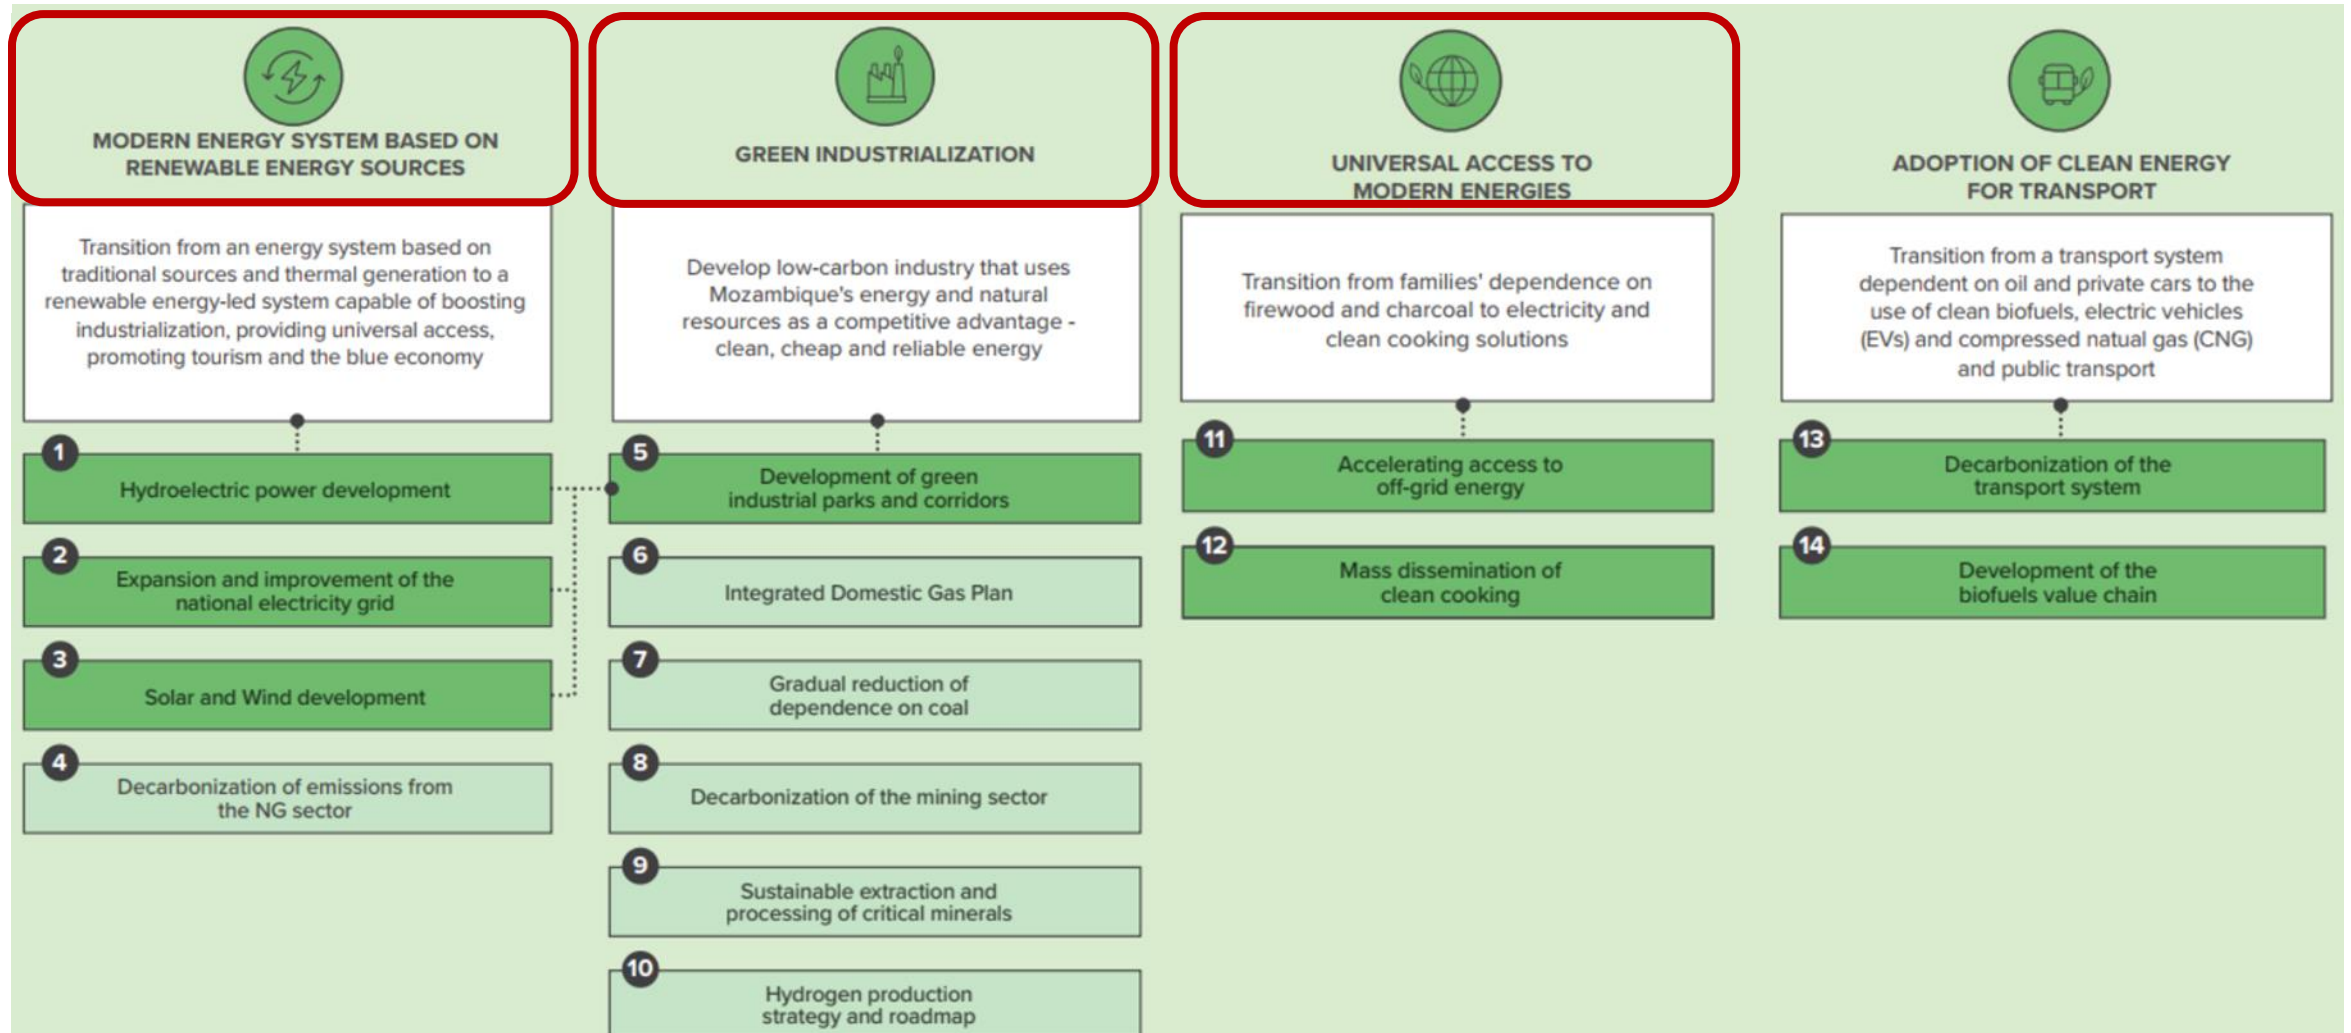 MODERN ENERGY SYSTEM BASED ON
RENEWABLE ENERGY SOURCES
Transition from an energy system based on
traditional sources and thermal generation to a
renewable energy-led system capable of boosting
industrialization, providing universal access,
promoting tourism and the blue economy
1
Hydroelectric power development
2
Expansion and improvement of the
national electricity grid
3
Solar and Wind development
4
Decarbonization of emissions from
the NG sector
GREEN INDUSTRIALIZATION
Develop low-carbon industry that uses
Mozambique's energy and natural
resources as a competitive advantage -
clean, cheap and reliable energy
5
Development of green
industrial parks and corridors
6
Integrated Domestic Gas Plan
7
Gradual reduction of
dependence on coal
8
Decarbonization of the mining sector
9
Sustainable extraction and
processing of critical minerals
10
Hydrogen production
strategy and roadmap
UNIVERSAL ACCESS TO
MODERN ENERGIES
Transition from families' dependence on
firewood and charcoal to electricity and
clean cooking solutions
11
Accelerating access to
off-grid energy
12
Mass dissemination of
clean cooking
ADOPTION OF CLEAN ENERGY
FOR TRANSPORT
Transition from a transport system
dependent on oil and private cars to the
use of clean biofuels, electric vehicles
(EVs) and compressed natual gas (CNG)
and public transport
13
Decarbonization of the
transport system
14
Development of the
biofuels value chain